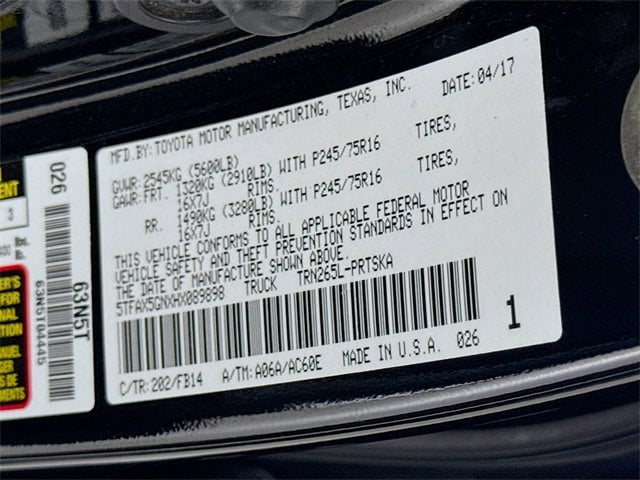 MFD.BY:TOYOTA MOTOR MANUFACTURING, TEXAS, INC. DATE:04/17
GVWR:2545KG (5600LB)
GAWR:FRT. 1320KG (2910LB) WITH P245/75R16 TIRES,
16X7J RIMS.
RR. 1490KG (3280LB) WITH P245/75R16 TIRES,
16X7J RIMS.
THIS VEHICLE CONFORMS TO ALL APPLICABLE FEDERAL MOTOR
VEHICLE SAFETY AND THEFT PREVENTION STANDARDS IN EFFECT ON
THE DATE OF MANUFACTURE SHOWN ABOVE.
5TFAX5GNXHX089898 TRUCK TRN265L-PRTSKA
1
C/TR:202/FB14 A/TM:A06A/AC60E MADE IN U.S.A. 026
026
63N5T
63N5T04445
3
lbs.